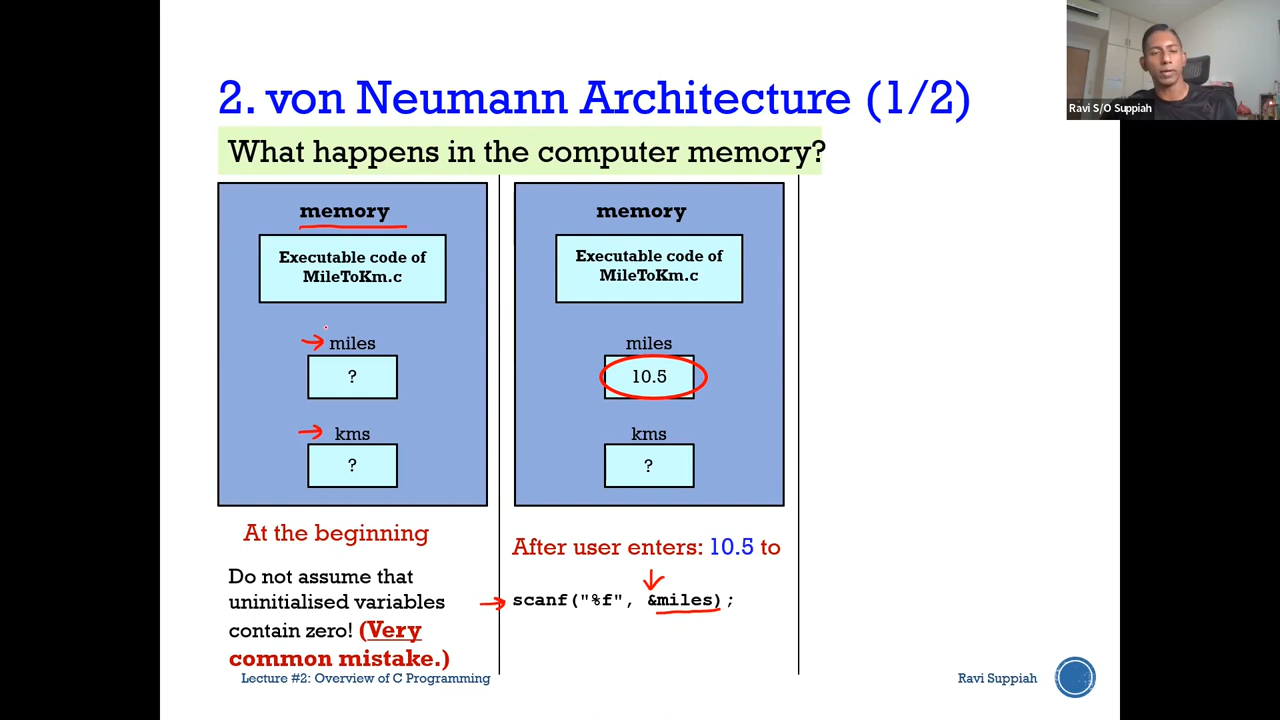 2. von Neumann Architecture (1/2)
Ravi S/O Suppiah
What happens in the computer memory?
memory
Executable code of
MileToKm.c
miles
?
kms
?
At the beginning
Do not assume that
uninitialised variables
contain zero! (Very
common mistake.)
memory
Executable code of
MileToKm.c
miles
10.5
kms
?
After user enters: 10.5 to
scanf("%f", &miles);
Lecture #2: Overview of C Programming
Ravi Suppiah